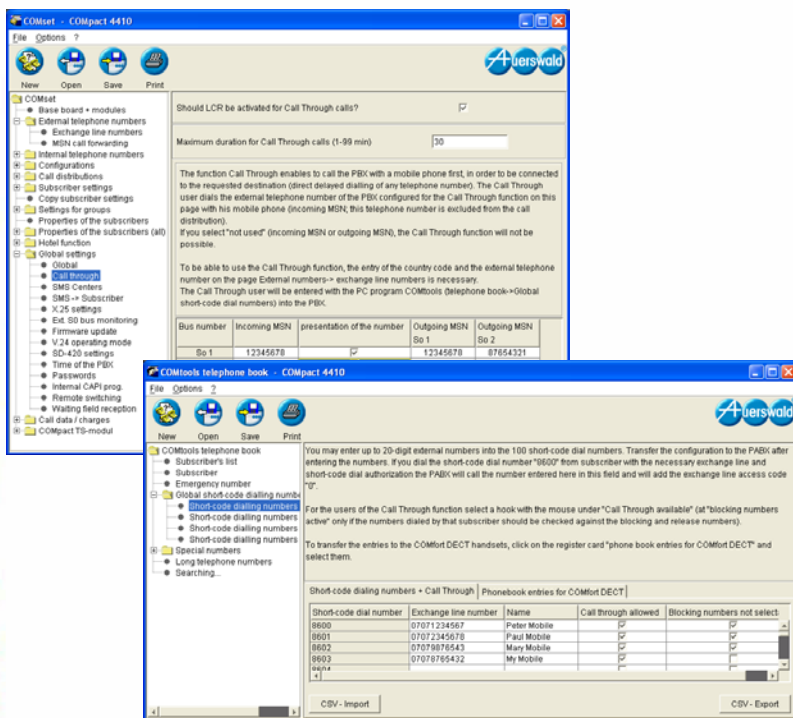 COMset - COMpact 4410
File Options ?
New Open Save Print
Auerswald
COMset
Base board + modules
External telephone numbers
Exchange line numbers
MSN call forwarding
Internal telephone numbers
Configurations
Call distributions
Subscriber settings
Copy subscriber settings
Settings for groups
Properties of the subscribers
Properties of the subscribers (all)
Hotel function
Global settings
Global
Call through
SMS Centers
SMS -> Subscriber
X.25 settings
Ext. S0 bus monitoring
Firmware update
V.24 operating mode
SD-420 settings
Time of the PBX
Passwords
Internal CAPI prog.
Remote switching
Waiting field reception
Call data / charges
COMpact TS-modul
Should LCR be activated for Call Through calls?
Maximum duration for Call Through calls (1-99 min) 30
The function Call Through enables to call the PBX with a mobile phone first, in order to be connected
to the requested destination (direct delayed dialling of any telephone number). The Call Through
user dials the external telephone number of the PBX configured for the Call Through function on this
page with his mobile phone (incoming MSN; this telephone number is excluded from the call
distribution).
If you select "not used" (incoming MSN or outgoing MSN), the Call Through function will not be
possible.
To be able to use the Call Through function, the entry of the country code and the external telephone
number on the page External numbers-> exchange line numbers is necessary.
The Call Through user will be entered with the PC program COMtools (telephone book->Global
short-code dial numbers) into the PBX.
Bus number Incoming MSN presentation of the number Outgoing MSN Outgoing MSN
So 1 So 2
So 1 12345678 12345678 87654321
COMtools telephone book - COMpact 4410
File Options ?
New Open Save Print
Auerswald
COMtools telephone book
Subscriber's list
Subscriber
Emergency number
Global short-code dialling numbe
Short-code dialling numbers
Short-code dialling numbers
Short-code dialling numbers
Short-code dialling numbers
Special numbers
Long telephone numbers
Searching...
You may enter up to 20-digit external numbers into the 100 short-code dial numbers. Transfer the configuration to the PABX after
entering the numbers. If you dial the short-code dial number "8600" from subscriber with the necessary exchange line and
short-code dial authorization the PABX will call the number entered here in this field and will add the exchange line access code
"0".
For the users of the Call Through function select a hook with the mouse under "Call Through available" (at "blocking numbers
active" only if the numbers dialed by that subscriber should be checked against the blocking and release numbers).
To transfer the entries to the COMfort DECT handsets, click on the register card "phone book entries for COMfort DECT" and
select them.
Short-code dialing numbers + Call Through Phonebook entries for COMfort DECT
Short-code dial number Exchange line number Name Call through allowed Blocking numbers not select
8600 07071234567 Peter Mobile
8601 07072345678 Paul Mobile
8602 07079876543 Mary Mobile
8603 07078765432 My Mobile
8604
CSV - Import CSV - Export